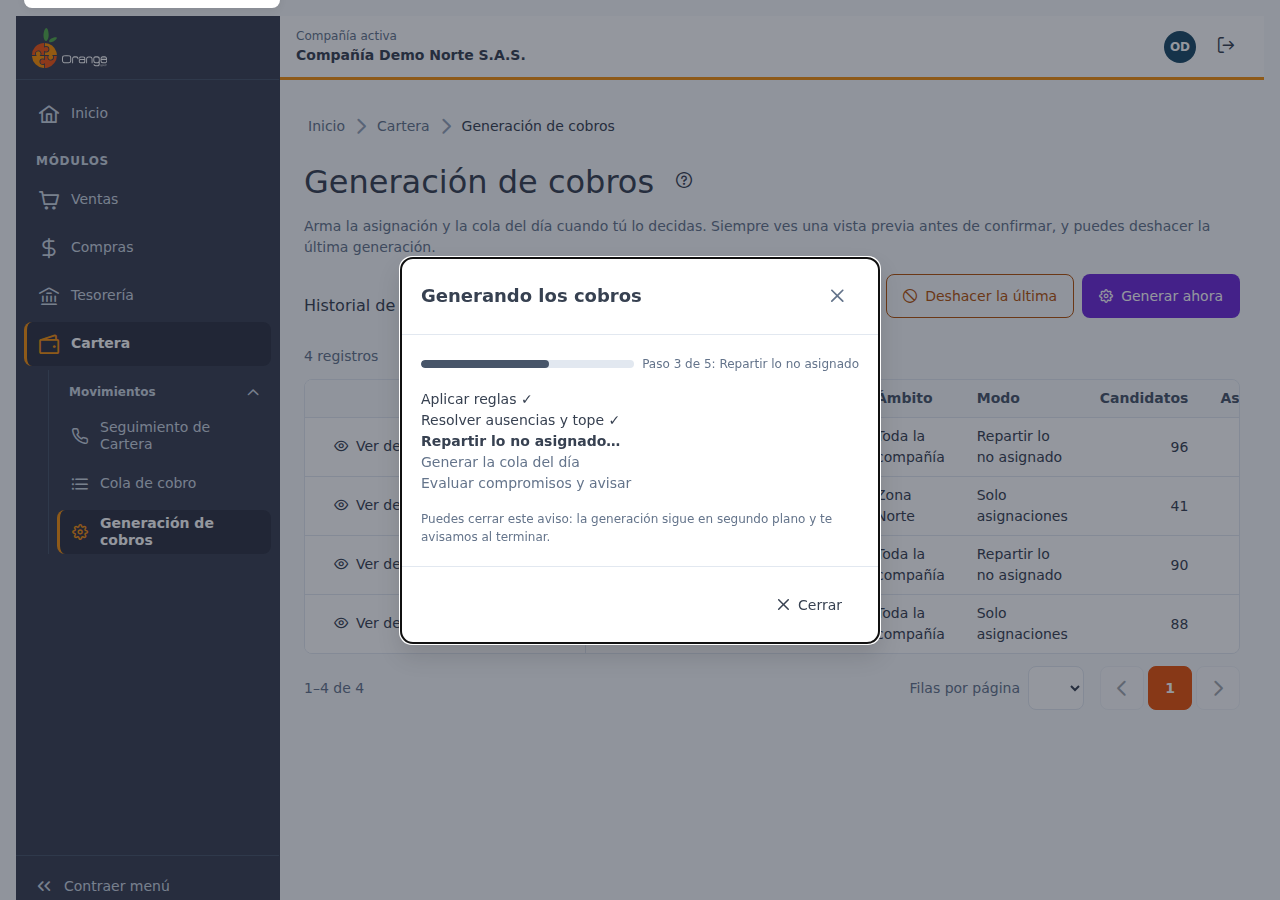 Orange
Compañía activa
Compañía Demo Norte S.A.S.
OD
Inicio
MÓDULOS
Ventas
Compras
Tesorería
Cartera
Movimientos
Seguimiento de
Cartera
Cola de cobro
Generación de
cobros
Contraer menú
Inicio
Cartera
Generación de cobros
Generación de cobros
Arma la asignación y la cola del día cuando tú lo decidas. Siempre ves una vista previa antes de confirmar, y puedes deshacer la
última generación.
Historial de
Deshacer la última
Generar ahora
4 registros
Ámbito
Modo
Candidatos
As
Ver de
Toda la
compañía
Repartir lo
no asignado
96
Ver de
Zona
Norte
Solo
asignaciones
41
Ver de
Toda la
compañía
Repartir lo
no asignado
90
Ver de
Toda la
compañía
Solo
asignaciones
88
1–4 de 4
Filas por página
1
Generando los cobros
Paso 3 de 5: Repartir lo no asignado
Aplicar reglas ✓
Resolver ausencias y tope ✓
Repartir lo no asignado…
Generar la cola del día
Evaluar compromisos y avisar
Puedes cerrar este aviso: la generación sigue en segundo plano y te
avisamos al terminar.
Cerrar